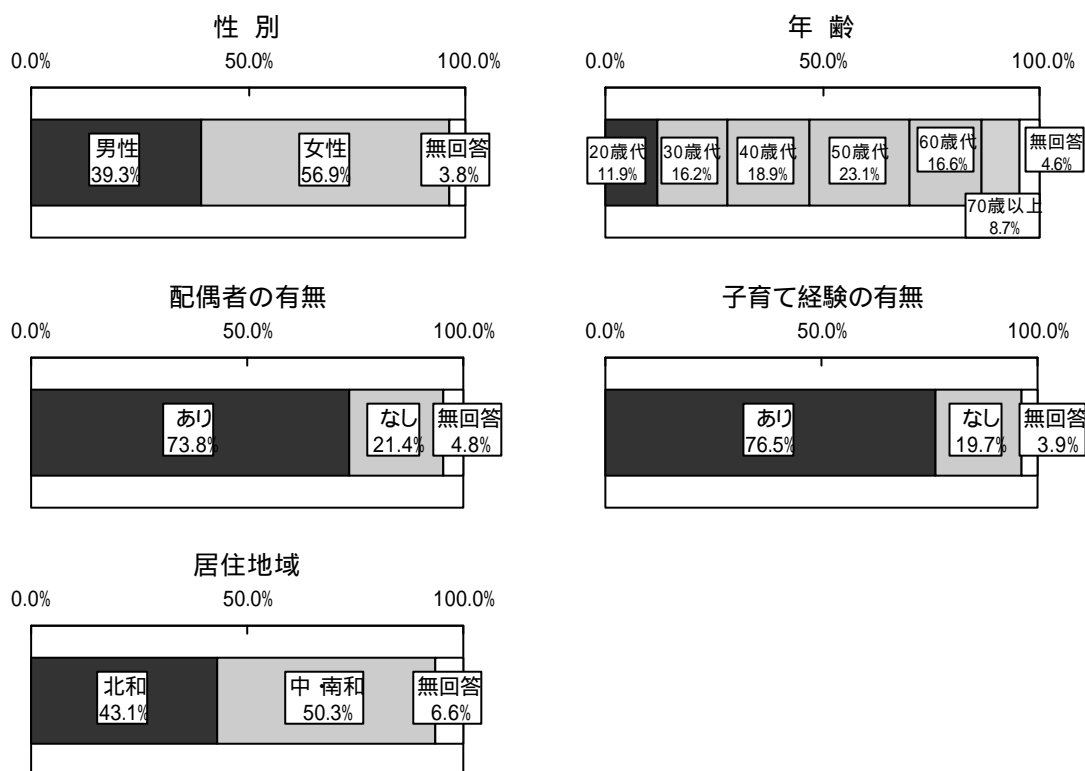 性 別
0.0% 50.0% 100.0%
男性 39.3%
女性 56.9%
無回答 3.8%
年 齢
0.0% 50.0% 100.0%
20歳代 11.9%
30歳代 16.2%
40歳代 18.9%
50歳代 23.1%
60歳代 16.6%
70歳以上 8.7%
無回答 4.6%
配偶者の有無
0.0% 50.0% 100.0%
あり 73.8%
なし 21.4%
無回答 4.8%
子育て経験の有無
0.0% 50.0% 100.0%
あり 76.5%
なし 19.7%
無回答 3.9%
居住地域
0.0% 50.0% 100.0%
北和 43.1%
中・南和 50.3%
無回答 6.6%